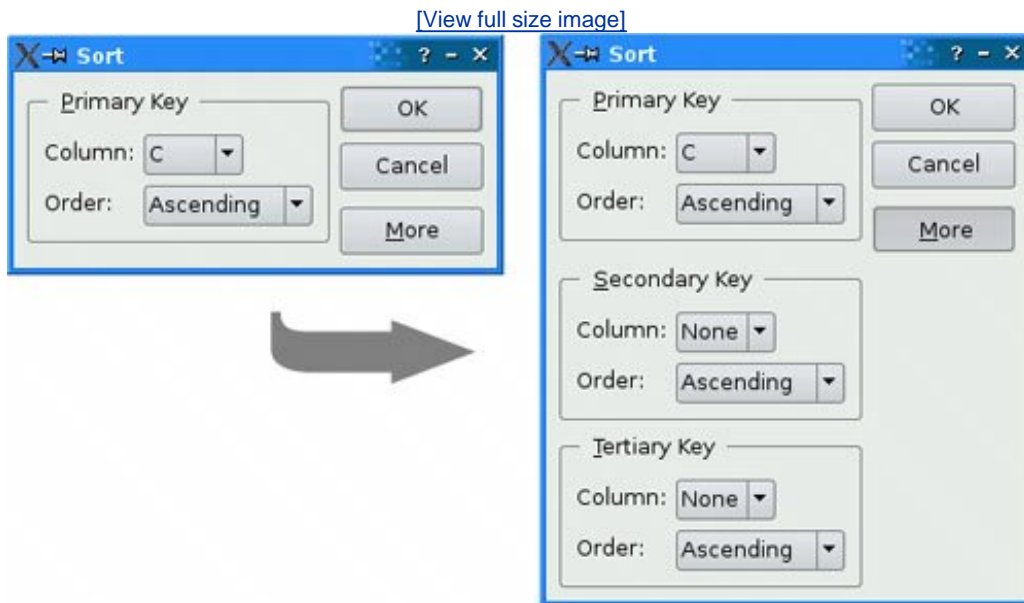 [View full size image]
Sort
Primary Key
Column: C
Order: Ascending
OK
Cancel
More
Sort
Primary Key
Column: C
Order: Ascending
OK
Cancel
More
Secondary Key
Column: None
Order: Ascending
Tertiary Key
Column: None
Order: Ascending